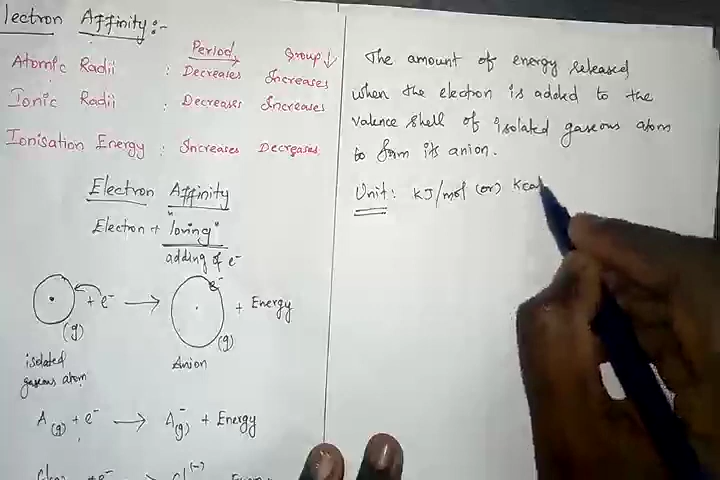 lectron Affinity:-
Period Group ↓
Atomic Radii : Decreases Increases
Ionic Radii : Decreases Increases
Ionisation Energy : Increases Decreases
Electron Affinity
Electron + "loving"
adding of e⁻
+ e⁻ → e⁻ + Energy
(g) (g)
isolated
gaseous atom
Anion
A(g) + e⁻ → A⁻(g) + Energy
The amount of energy released
when the electron is added to the
valence shell of isolated gaseous atom
to form its anion.
Unit: KJ/mol (or) Kca